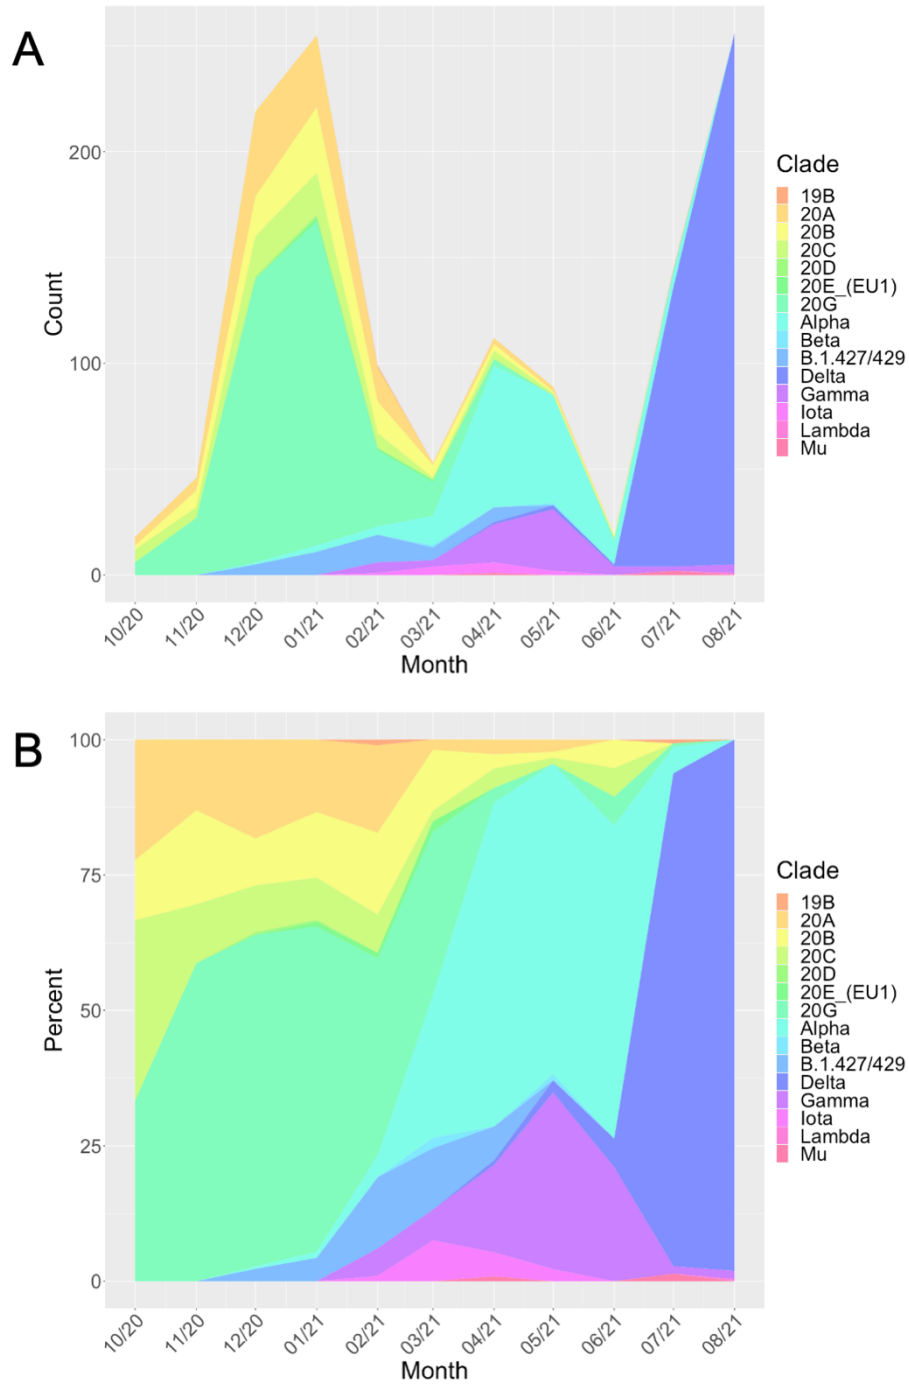 A
Count
200
100
0
10/20 11/20 12/20 01/21 02/21 03/21 04/21 05/21 06/21 07/21 08/21
Month
Clade
19B
20A
20B
20C
20D
20E_(EU1)
20G
Alpha
Beta
B.1.427/429
Delta
Gamma
Iota
Lambda
Mu
B
Percent
100
75
50
25
0
10/20 11/20 12/20 01/21 02/21 03/21 04/21 05/21 06/21 07/21 08/21
Month
Clade
19B
20A
20B
20C
20D
20E_(EU1)
20G
Alpha
Beta
B.1.427/429
Delta
Gamma
Iota
Lambda
Mu